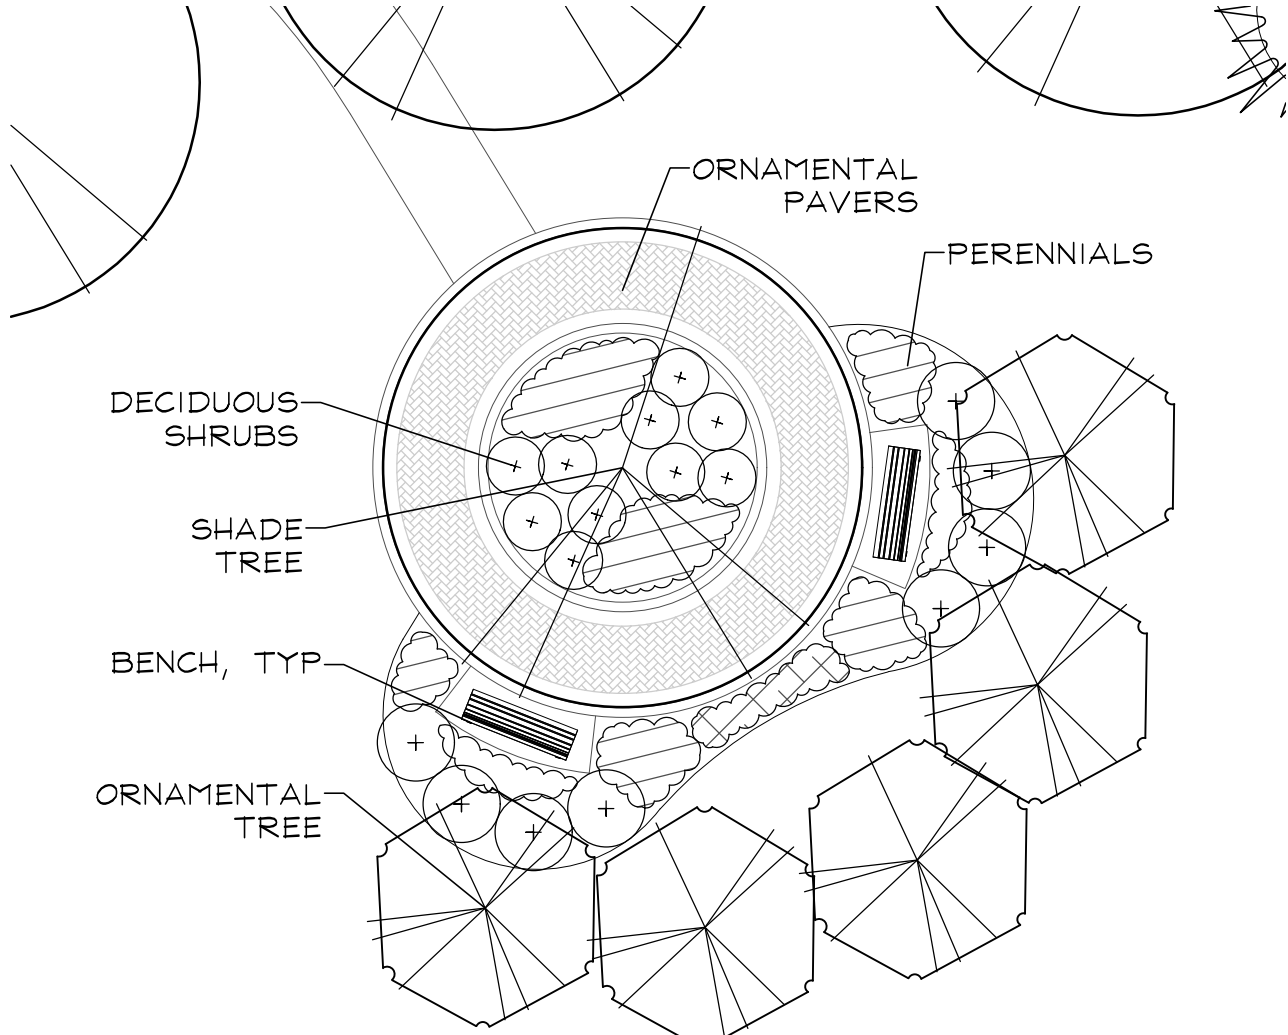 ORNAMENTAL
PAVERS
PERENNIALS
DECIDUOUS
SHRUBS
SHADE
TREE
BENCH, TYP
ORNAMENTAL
TREE